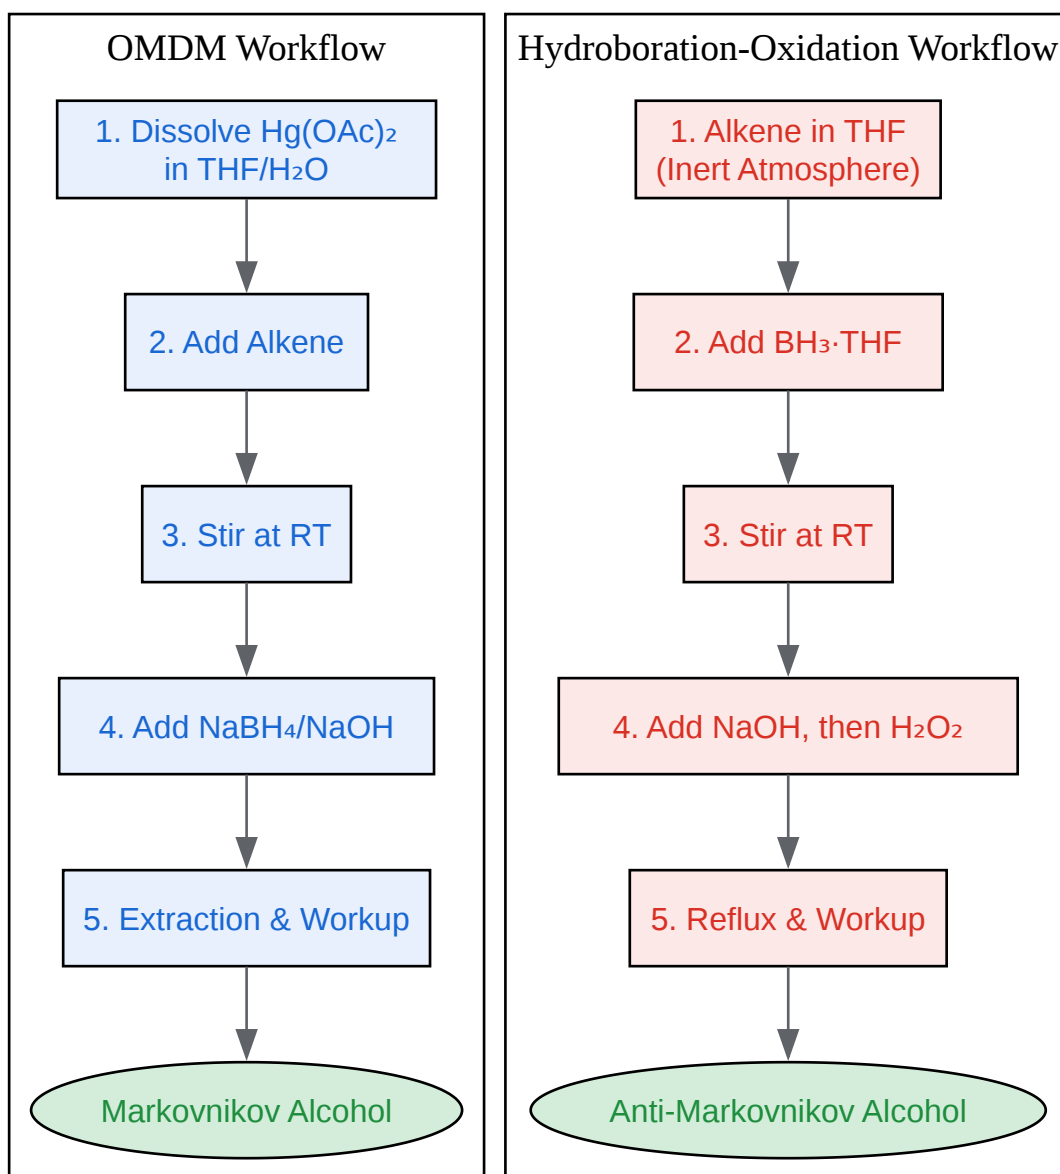 OMDM Workflow
1. Dissolve Hg(OAc)₂
in THF/H₂O
2. Add Alkene
3. Stir at RT
4. Add NaBH₄/NaOH
5. Extraction & Workup
Markovnikov Alcohol
Hydroboration-Oxidation Workflow
1. Alkene in THF
(Inert Atmosphere)
2. Add BH₃·THF
3. Stir at RT
4. Add NaOH, then H₂O₂
5. Reflux & Workup
Anti-Markovnikov Alcohol